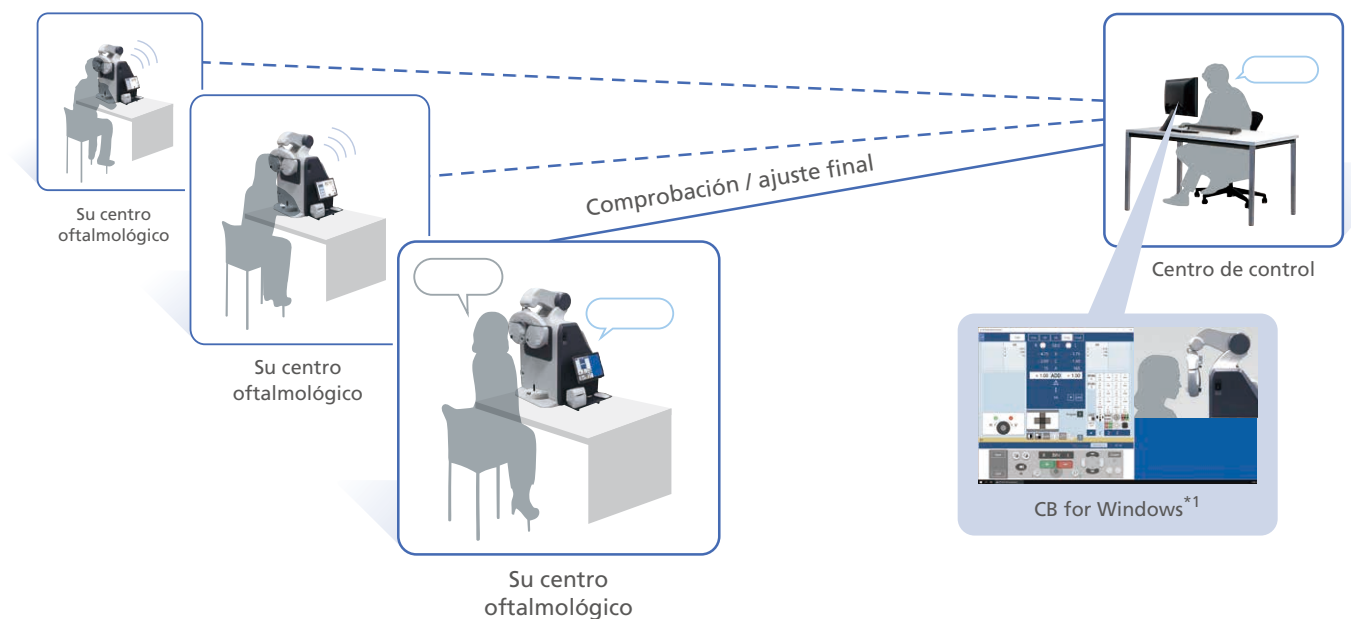 Su centro
oftalmológico
Su centro
oftalmológico
Su centro
oftalmológico
Comprobación / ajuste final
Centro de control
CB for Windows*1